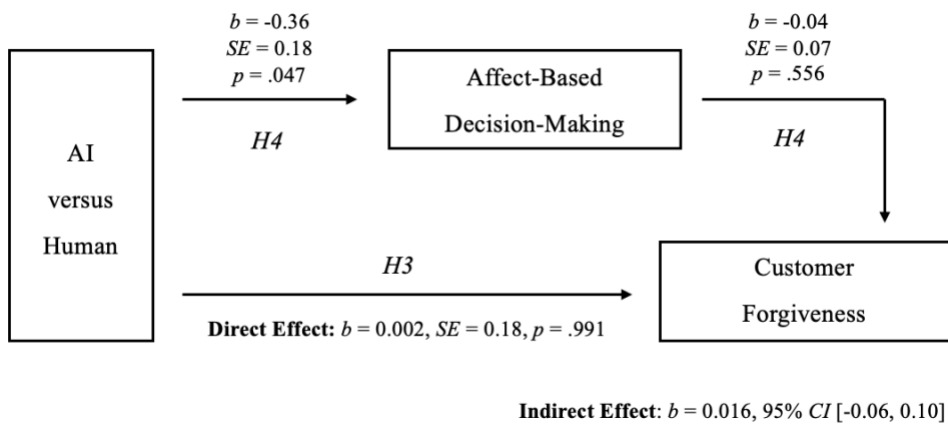 b = -0.36
SE = 0.18
p = .047
H4
AI
versus
Human
Affect-Based
Decision-Making
b = -0.04
SE = 0.07
p = .556
H4
H3
Direct Effect: b = 0.002, SE = 0.18, p = .991
Customer
Forgiveness
Indirect Effect: b = 0.016, 95% CI [-0.06, 0.10]